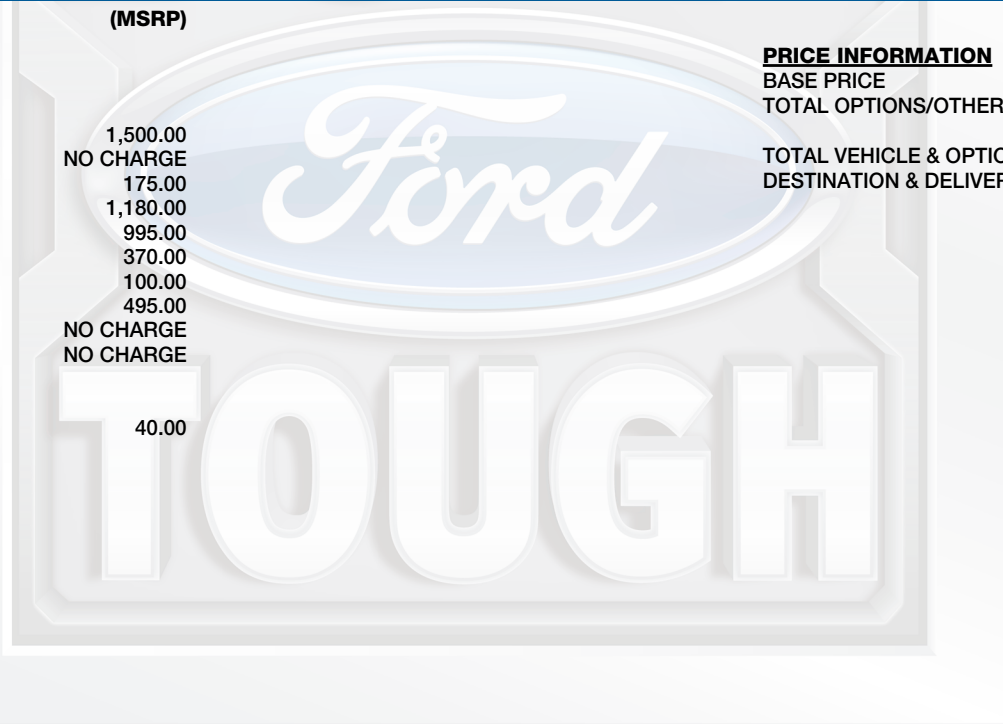 (MSRP)
1,500.00
NO CHARGE
175.00
1,180.00
995.00
370.00
100.00
495.00
NO CHARGE
NO CHARGE
40.00
PRICE INFORMATION
BASE PRICE
TOTAL OPTIONS/OTHER
TOTAL VEHICLE & OPTIO
DESTINATION & DELIVER
Ford
TOUGH